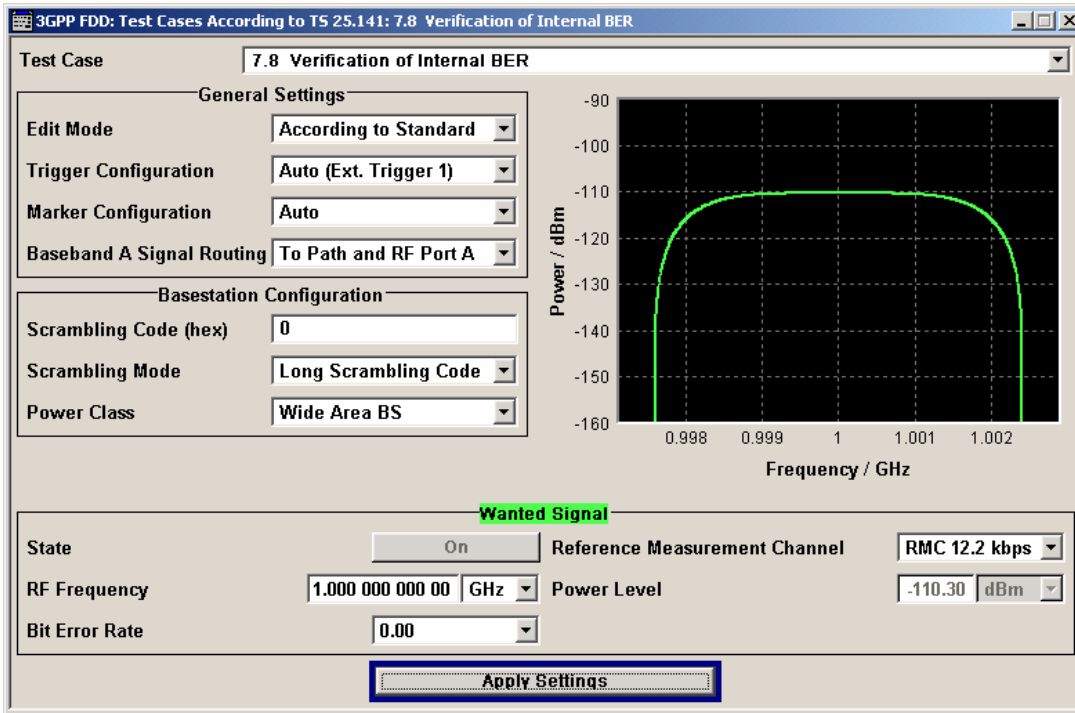 3GPP FDD: Test Cases According to TS 25.141: 7.8 Verification of Internal BER
Test Case
7.8 Verification of Internal BER
General Settings
Edit Mode
According to Standard
Trigger Configuration
Auto (Ext. Trigger 1)
Marker Configuration
Auto
Baseband A Signal Routing
To Path and RF Port A
Basestation Configuration
Scrambling Code (hex)
0
Scrambling Mode
Long Scrambling Code
Power Class
Wide Area BS
Power / dBm
-90
-100
-110
-120
-130
-140
-150
-160
0.998 0.999 1 1.001 1.002
Frequency / GHz
Wanted Signal
State
On
Reference Measurement Channel
RMC 12.2 kbps
RF Frequency
1.000 000 000 00 GHz
Power Level
-110.30 dBm
Bit Error Rate
0.00
Apply Settings